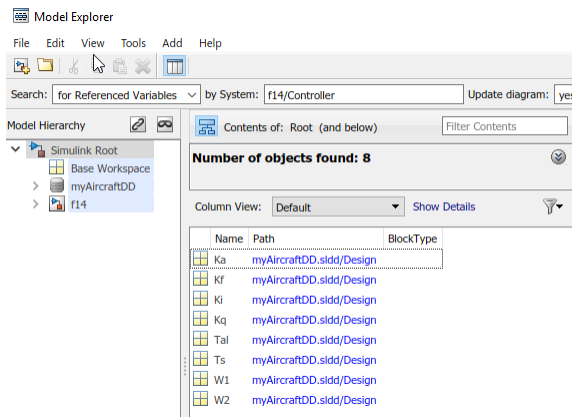 Model Explorer
File Edit View Tools Add Help
Search: for Referenced Variables by System: f14/Controller Update diagram: yes
Model Hierarchy Contents of: Root (and below) Filter Contents
Simulink Root
Base Workspace
myAircraftDD
f14
Number of objects found: 8
Column View: Default Show Details
Name Path BlockType
Ka myAircraftDD.sldd/Design
Kf myAircraftDD.sldd/Design
Ki myAircraftDD.sldd/Design
Kq myAircraftDD.sldd/Design
Tal myAircraftDD.sldd/Design
Ts myAircraftDD.sldd/Design
W1 myAircraftDD.sldd/Design
W2 myAircraftDD.sldd/Design